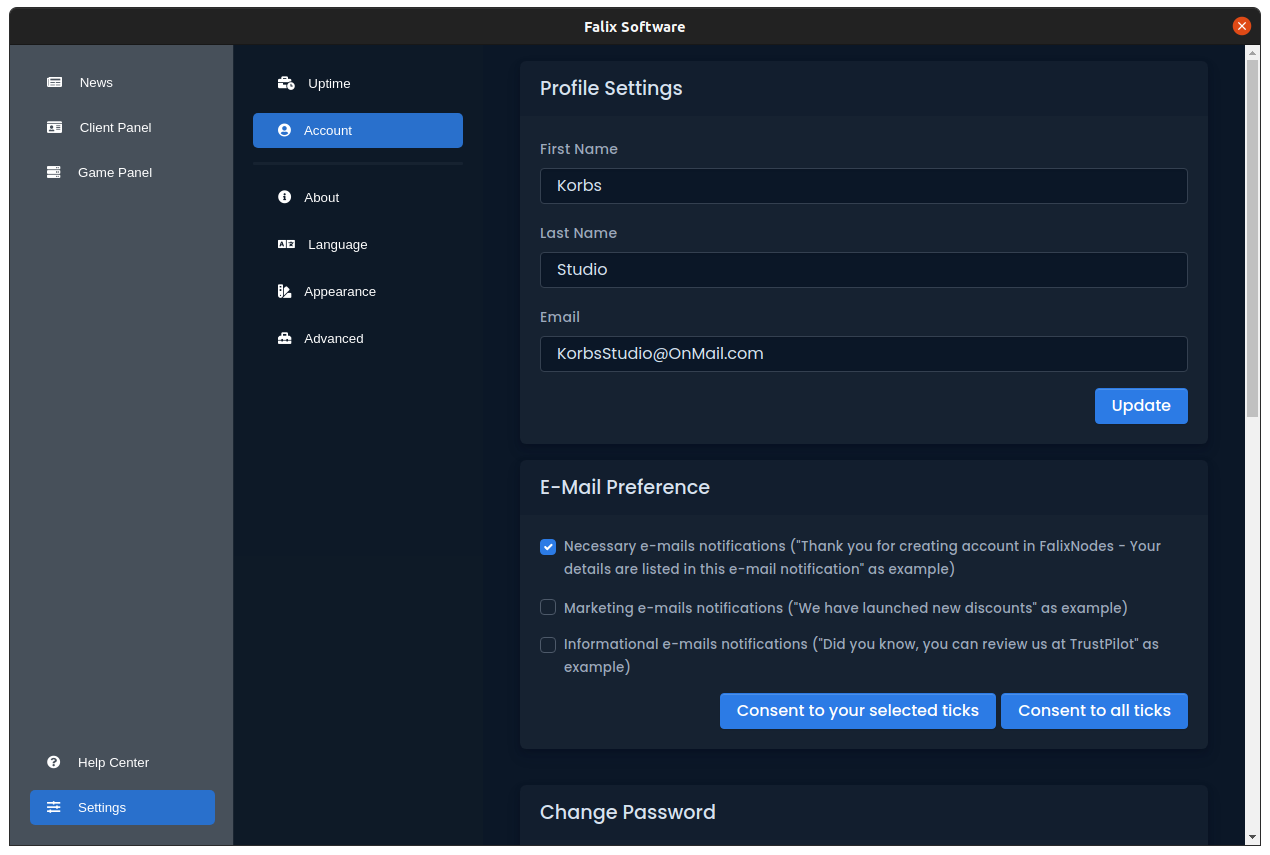 Falix Software
News
Client Panel
Game Panel
Help Center
Settings
Uptime
Account
About
Language
Appearance
Advanced
Profile Settings
First Name
Korbs
Last Name
Studio
Email
KorbsStudio@OnMail.com
Update
E-Mail Preference
Necessary e-mails notifications ("Thank you for creating account in FalixNodes - Your
details are listed in this e-mail notification" as example)
Marketing e-mails notifications ("We have launched new discounts" as example)
Informational e-mails notifications ("Did you know, you can review us at TrustPilot" as
example)
Consent to your selected ticks
Consent to all ticks
Change Password